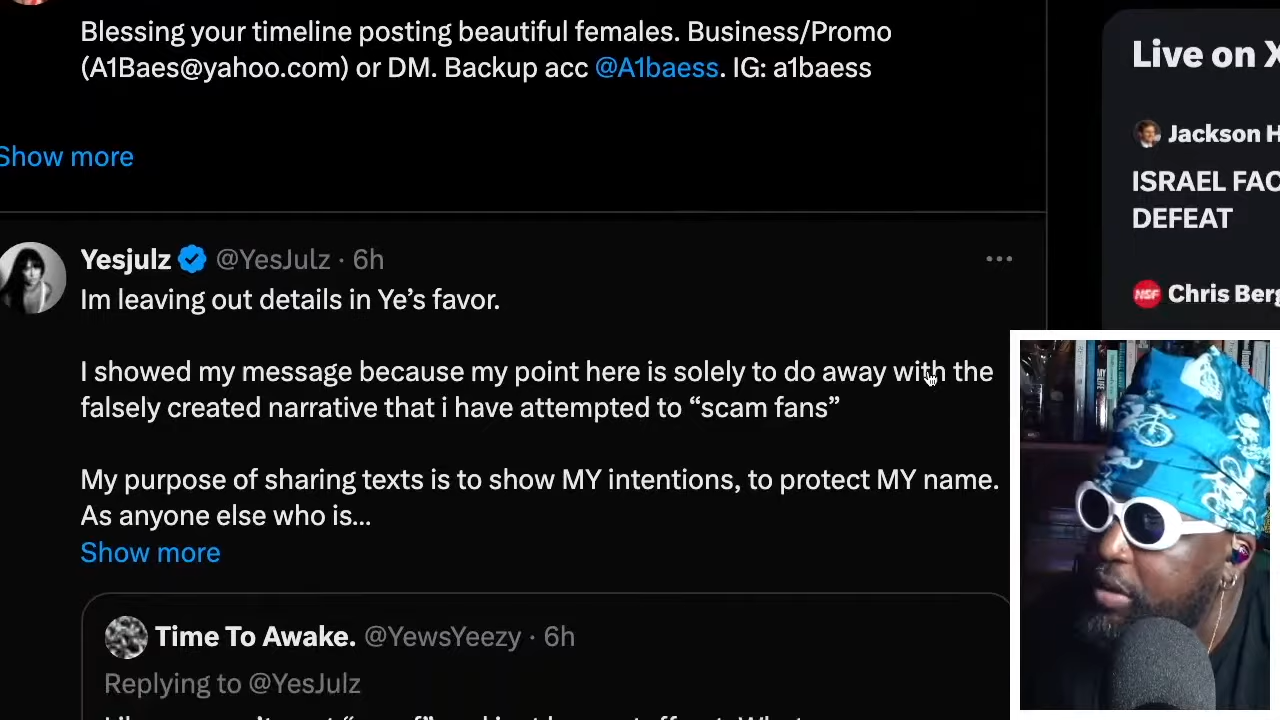 Blessing your timeline posting beautiful females. Business/Promo
(A1Baes@yahoo.com) or DM. Backup acc @A1baess. IG: a1baess
Show more
Yesjulz @YesJulz · 6h
Im leaving out details in Ye’s favor.
I showed my message because my point here is solely to do away with the
falsely created narrative that i have attempted to “scam fans”
My purpose of sharing texts is to show MY intentions, to protect MY name.
As anyone else who is...
Show more
Time To Awake. @YewsYeezy · 6h
Replying to @YesJulz
Live on X
Jackson H
ISRAEL FAC
DEFEAT
NSF
Chris Berg